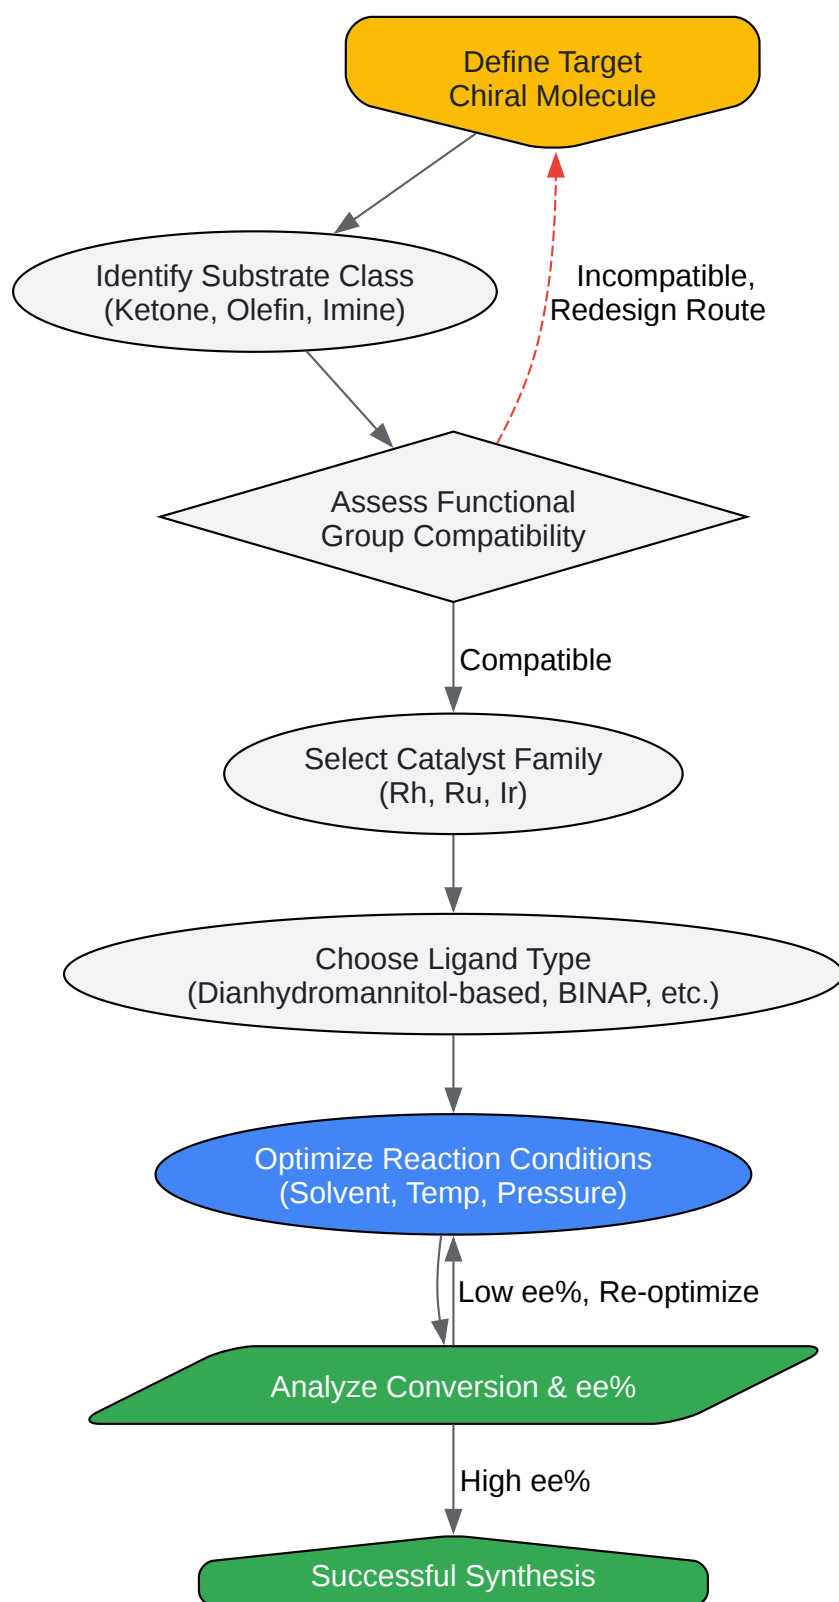 Define Target
Chiral Molecule
Identify Substrate Class
(Ketone, Olefin, Imine)
Incompatible,
Redesign Route
Assess Functional
Group Compatibility
Compatible
Select Catalyst Family
(Rh, Ru, Ir)
Choose Ligand Type
(Dianhydromannitol-based, BINAP, etc.)
Optimize Reaction Conditions
(Solvent, Temp, Pressure)
Low ee%, Re-optimize
Analyze Conversion & ee%
High ee%
Successful Synthesis